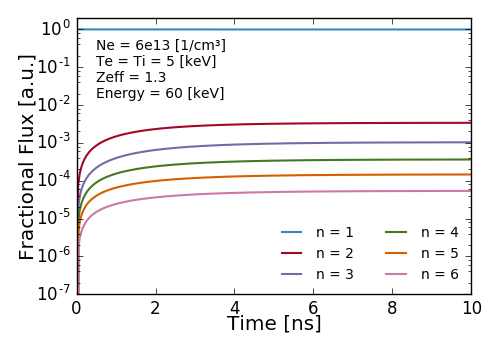 Fractional Flux [a.u.]
10⁰
10⁻¹
10⁻²
10⁻³
10⁻⁴
10⁻⁵
10⁻⁶
10⁻⁷
Ne = 6e13 [1/cm³]
Te = Ti = 5 [keV]
Zeff = 1.3
Energy = 60 [keV]
n = 1
n = 2
n = 3
n = 4
n = 5
n = 6
0 2 4 6 8 10
Time [ns]